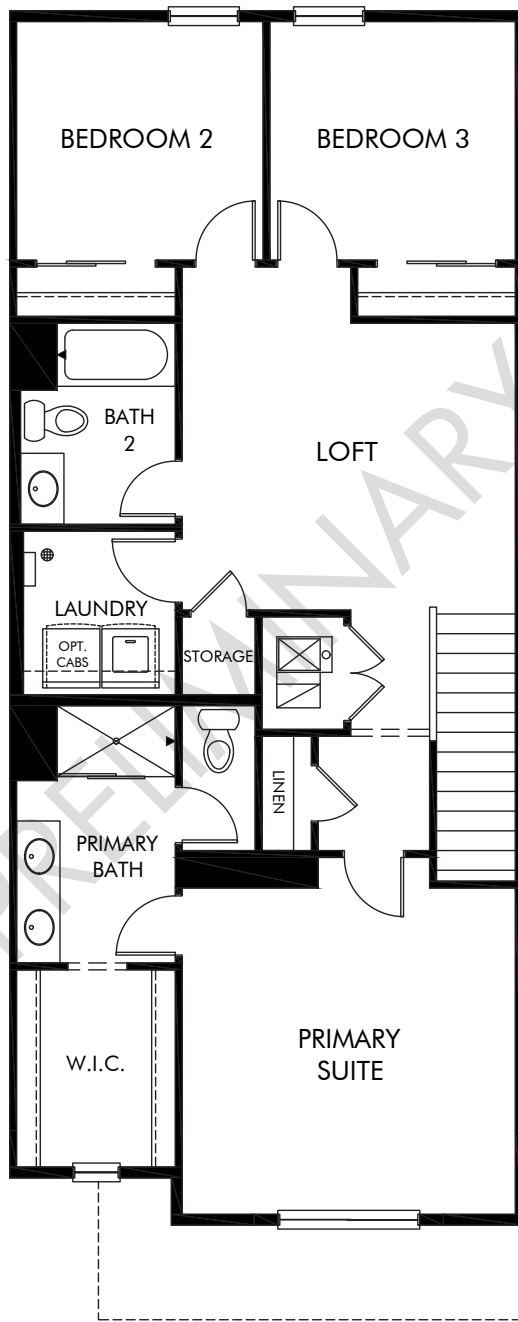 BEDROOM 2
BEDROOM 3
BATH
2
LOFT
LAUNDRY
OPT.
CABS
STORAGE
LINEN
PRIMARY
BATH
W.I.C.
PRIMARY
SUITE
PRELIMINARY